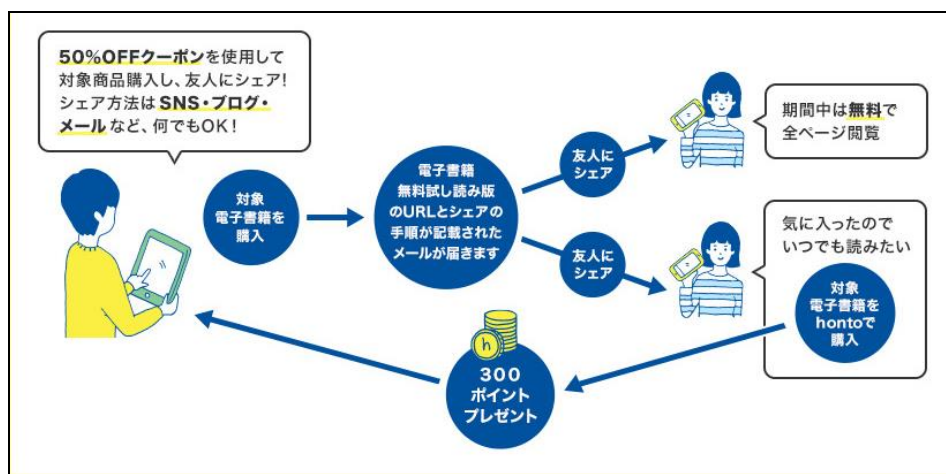 50%OFFクーポンを使用して
対象商品購入し、友人にシェア!
シェア方法はSNS・ブログ・
メールなど、何でもOK!
対象
電子書籍を
購入
電子書籍
無料試し読み版
のURLとシェアの
手順が記載された
メールが届きます
友人に
シェア
期間中は無料で
全ページ閲覧
友人に
シェア
気に入ったので
いつでも読みたい
対象
電子書籍を
hontoで
購入
h
300
ポイント
プレゼント